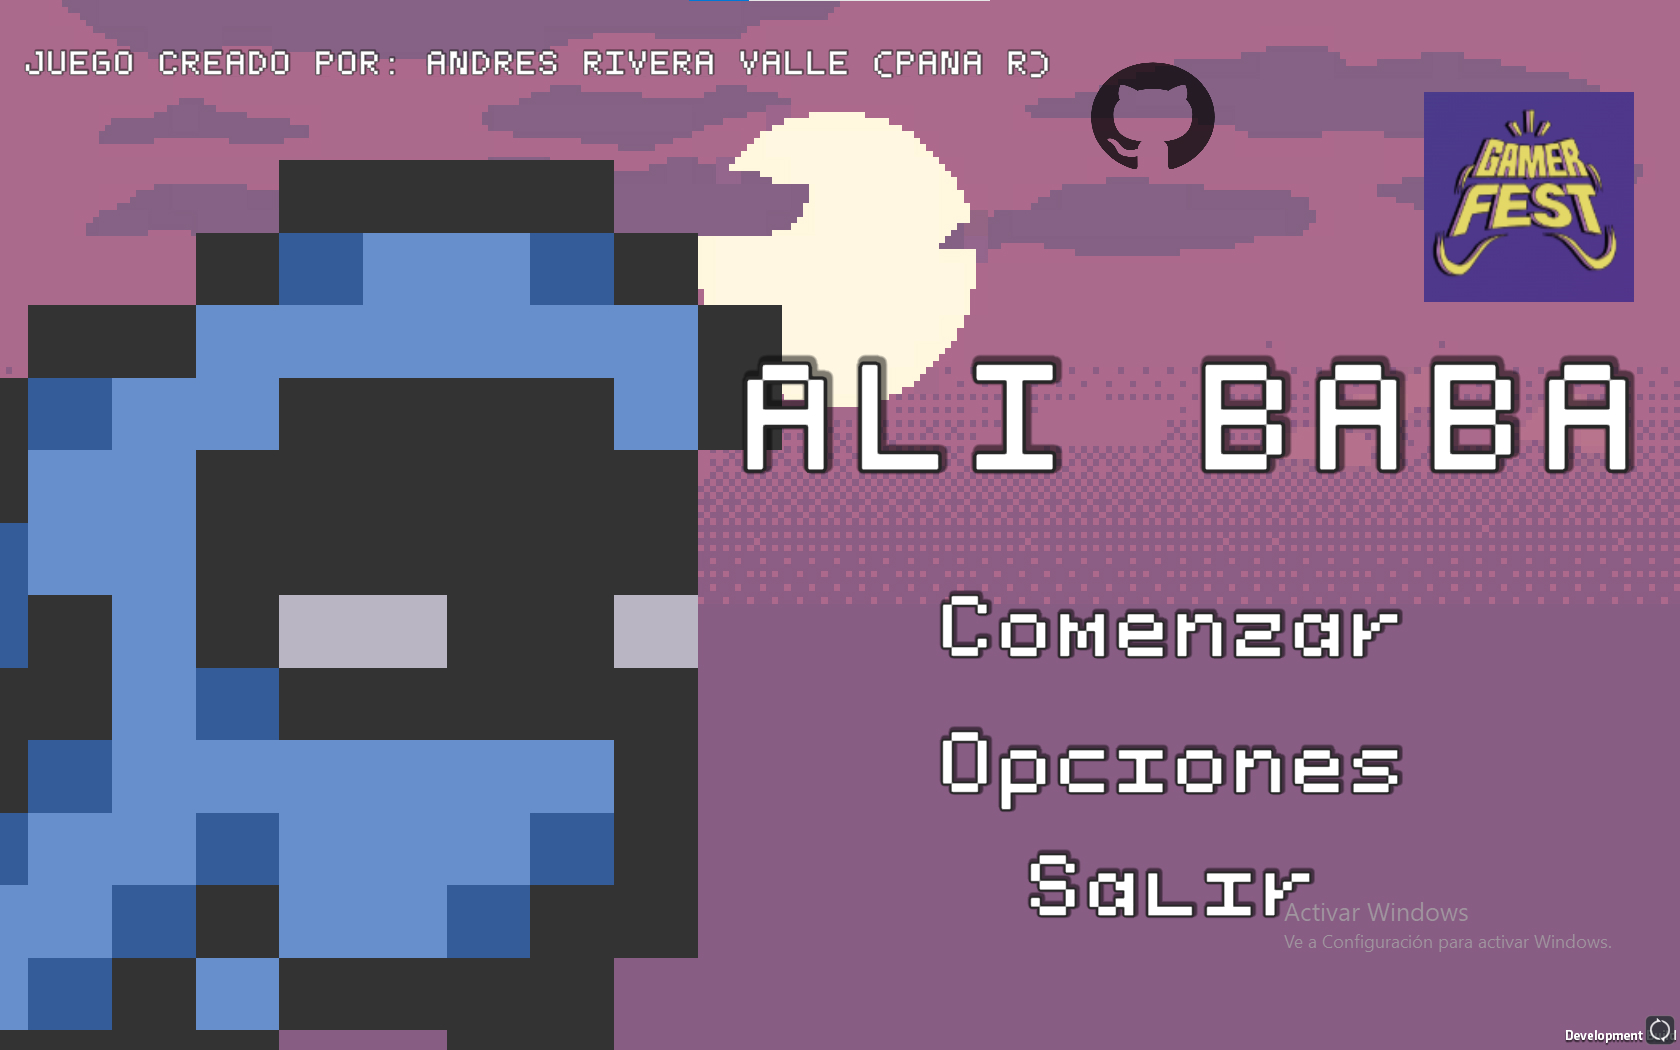 JUEGO CREADO POR: ANDRES RIVERA VALLE (PANA R)
GAMER
FEST
ALI BABA
Comenzar
Opciones
Salir
Activar Windows
Ve a Configuración para activar Windows.
Development